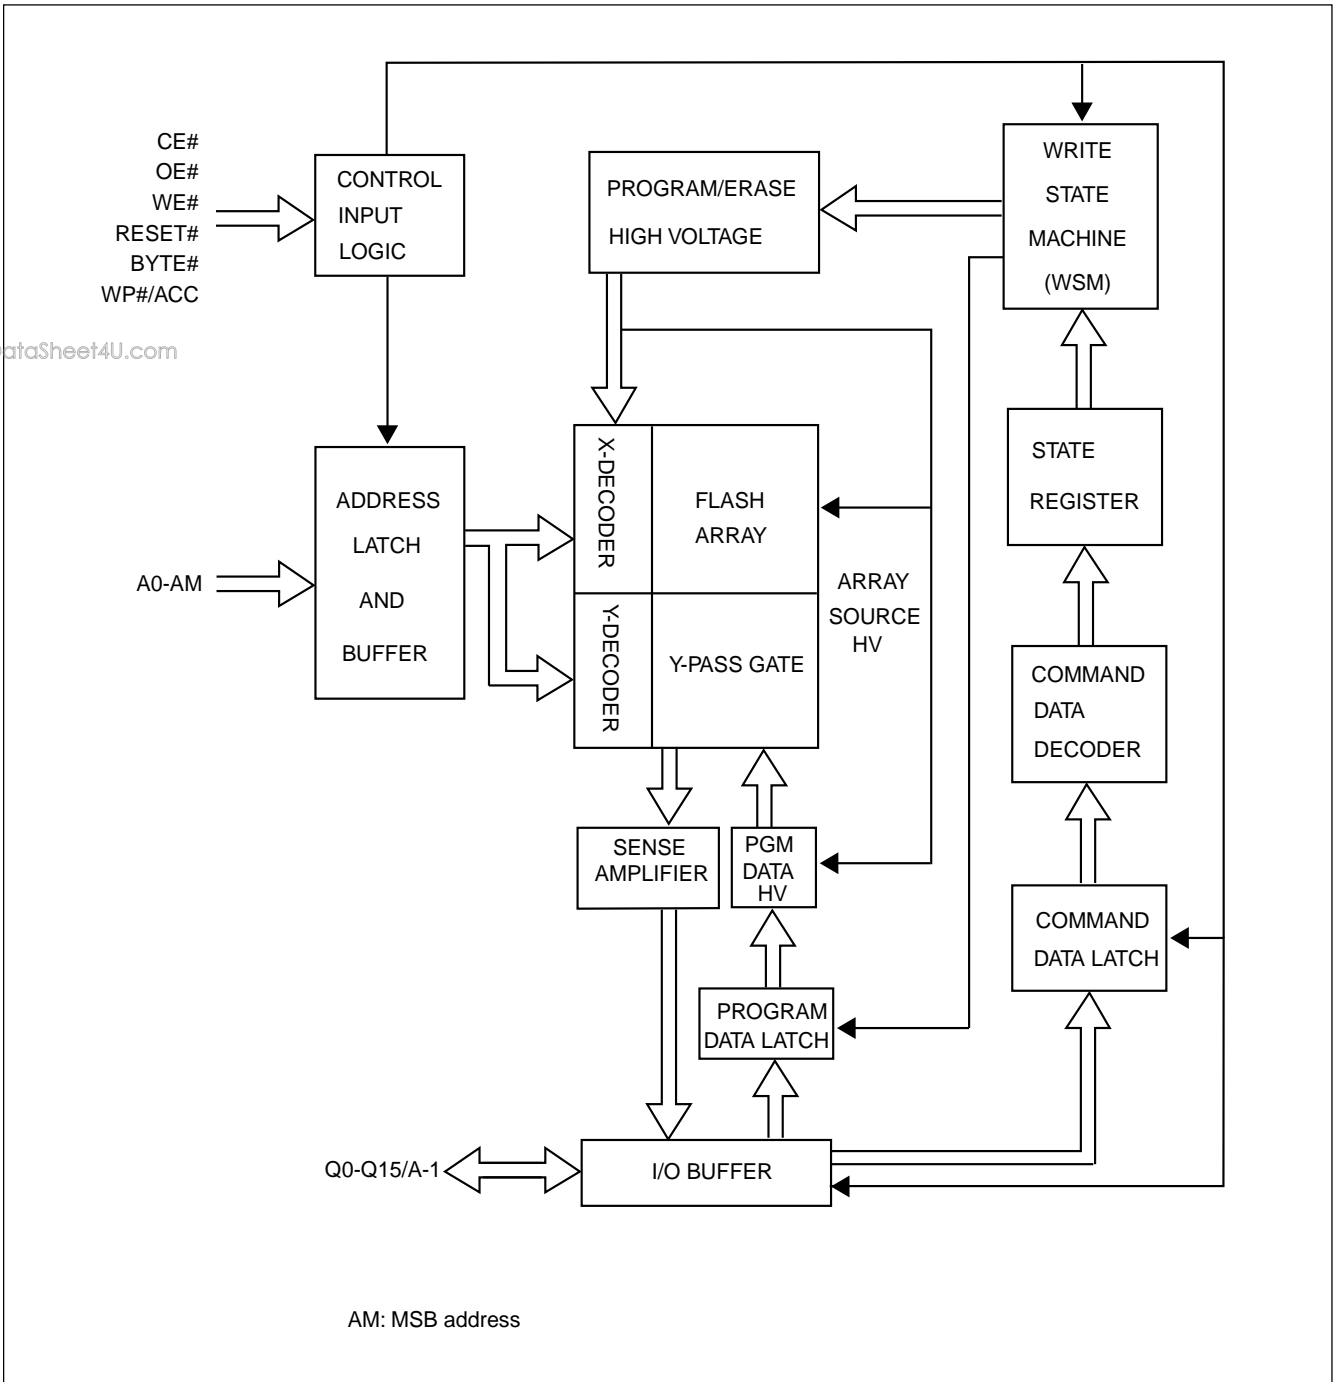 CE#
OE#
WE#
RESET#
BYTE#
WP#/ACC
CONTROL
INPUT
LOGIC
PROGRAM/ERASE
HIGH VOLTAGE
WRITE
STATE
MACHINE
(WSM)
ataSheet4U.com
ADDRESS
LATCH
AND
BUFFER
A0-AM
X-DECODER
FLASH
ARRAY
Y-DECODER
Y-PASS GATE
ARRAY
SOURCE
HV
STATE
REGISTER
COMMAND
DATA
DECODER
SENSE
AMPLIFIER
PGM
DATA
HV
COMMAND
DATA LATCH
PROGRAM
DATA LATCH
Q0-Q15/A-1
I/O BUFFER
AM: MSB address